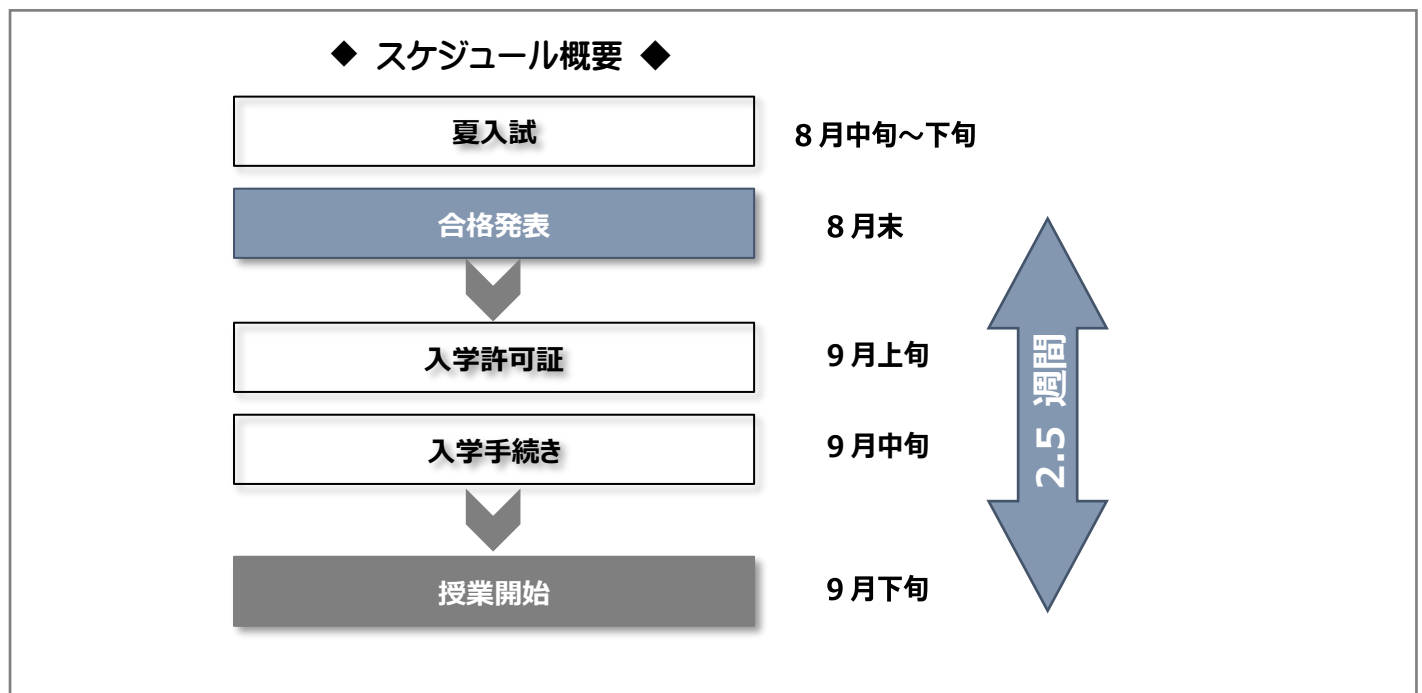 ◆ スケジュール概要 ◆
夏入試 8月中旬～下旬
合格発表 8月末
入学許可証 9月上旬
入学手続き 9月中旬
授業開始 9月下旬
2.5 週間